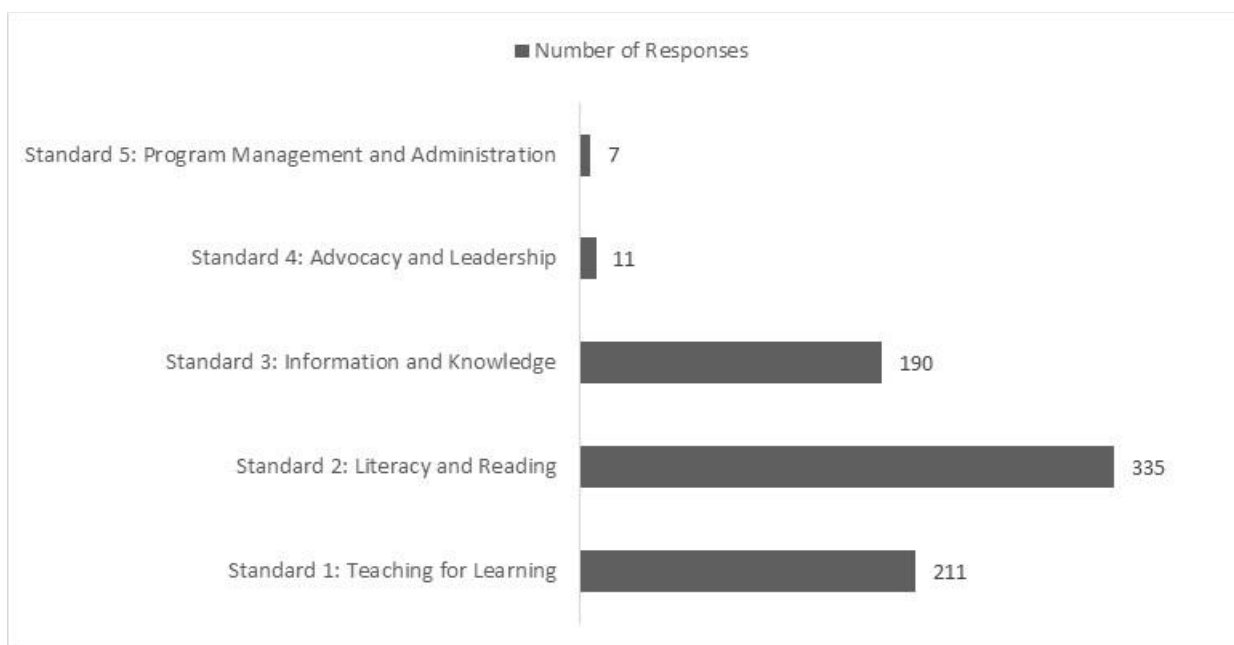 Number of Responses
Standard 5: Program Management and Administration 7
Standard 4: Advocacy and Leadership 11
Standard 3: Information and Knowledge 190
Standard 2: Literacy and Reading 335
Standard 1: Teaching for Learning 211